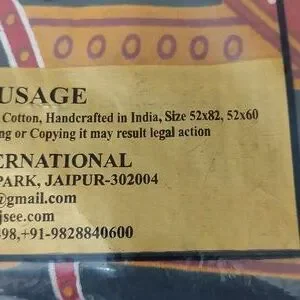 USAGE
Cotton, Handcrafted in India, Size 52x82, 52x60
ng or Copying it may result legal action
ERNATIONAL
PARK, JAIPUR-302004
@gmail.com
jsee.com
498,+91-9828840600